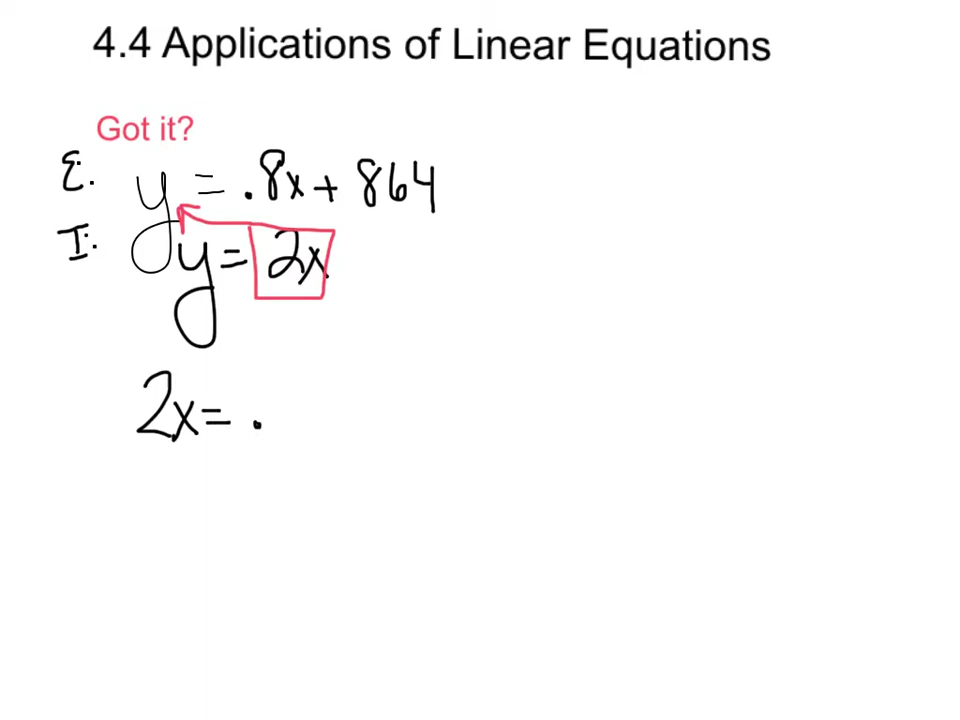 4.4 Applications of Linear Equations
Got it?
E: y = .8x + 864
I: y = 2x
2x = .